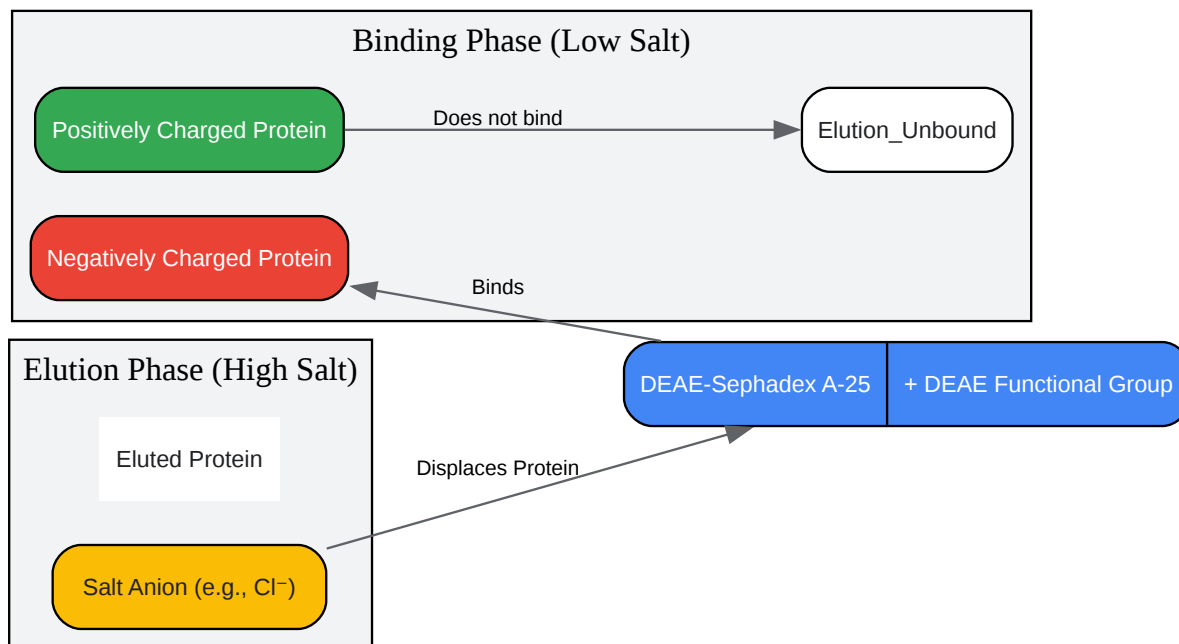 Binding Phase (Low Salt)
Positively Charged Protein
Does not bind
Elution_Unbound
Negatively Charged Protein
Binds
DEAE-Sephadex A-25
+ DEAE Functional Group
Elution Phase (High Salt)
Eluted Protein
Displaces Protein
Salt Anion (e.g., Cl⁻)